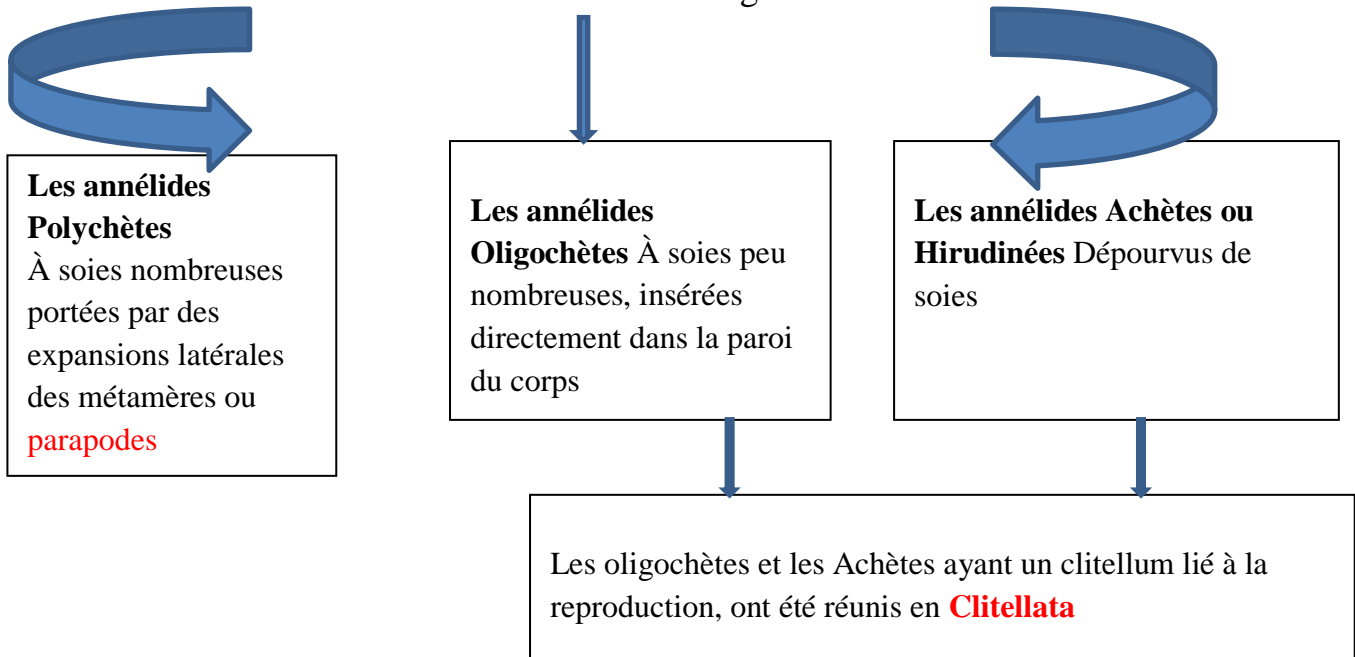 Les annélides
Polychètes
À soies nombreuses
portées par des
expansions latérales
des métamères ou
parapodes
Les annélides
Oligochètes À soies peu
nombreuses, insérées
directement dans la paroi
du corps
Les annélides Achètes ou
Hirudinées Dépourvus de
soies
Les oligochètes et les Achètes ayant un clitellum lié à la
reproduction, ont été réunis en Clitellata